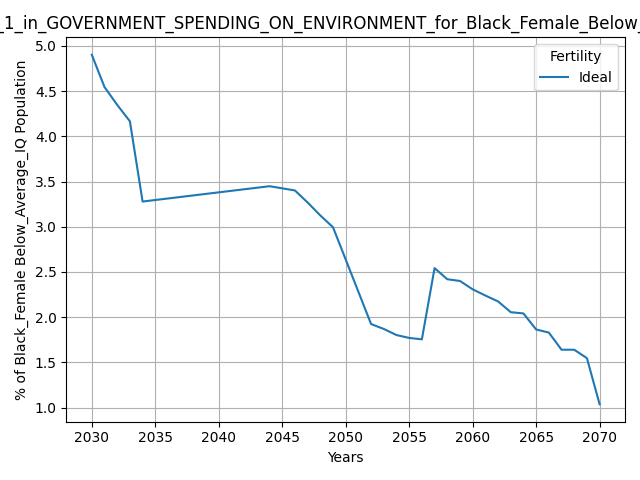 _1_in_GOVERNMENT_SPENDING_ON_ENVIRONMENT_for_Black_Female_Below_
Fertility
Ideal
% of Black_Female Below_Average_IQ Population
5.0
4.5
4.0
3.5
3.0
2.5
2.0
1.5
1.0
2030 2035 2040 2045 2050 2055 2060 2065 2070
Years